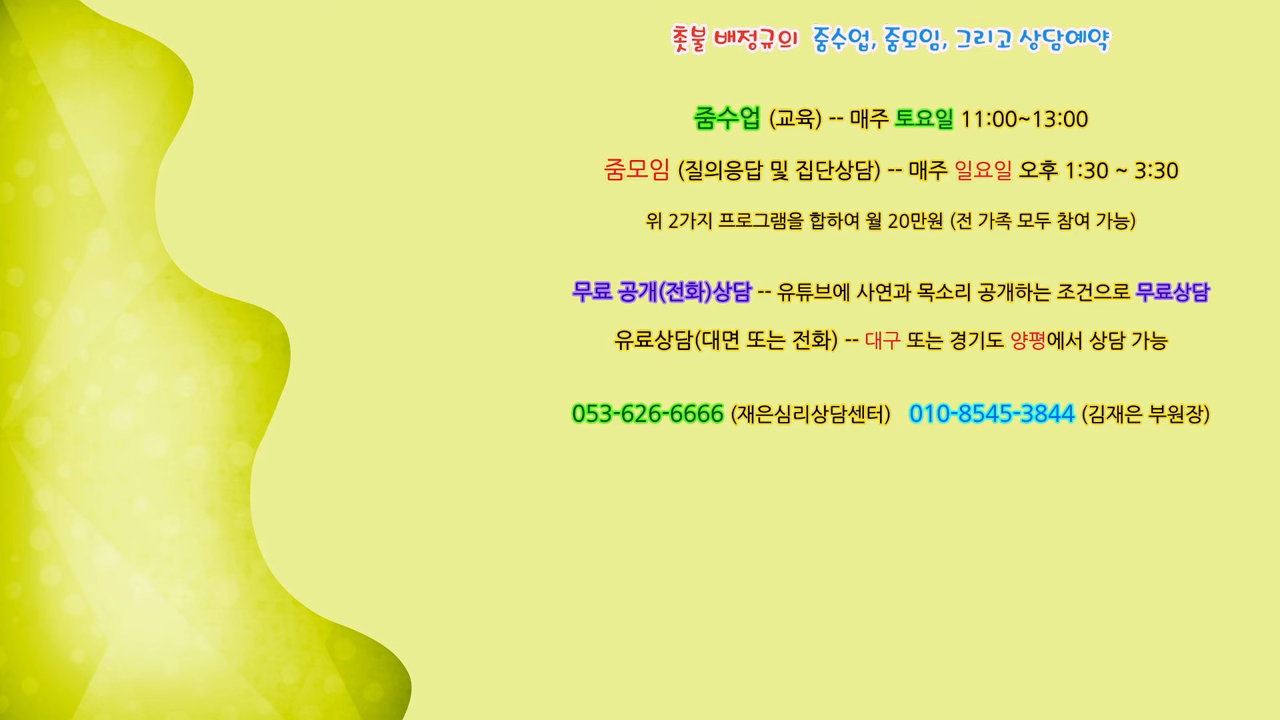 촛불 배정규의 줌수업, 줌모임, 그리고 상담예약
줌수업 (교육) -- 매주 토요일 11:00~13:00
줌모임 (질의응답 및 집단상담) -- 매주 일요일 오후 1:30 ~ 3:30
위 2가지 프로그램을 합하여 월 20만원 (전 가족 모두 참여 가능)
무료 공개(전화)상담 -- 유튜브에 사연과 목소리 공개하는 조건으로 무료상담
유료상담(대면 또는 전화) -- 대구 또는 경기도 양평에서 상담 가능
053-626-6666 (재은심리상담센터) 010-8545-3844 (김재은 부원장)